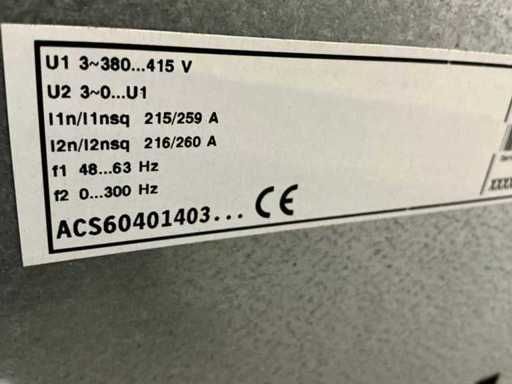 U1 3~380...415 V
U2 3~0...U1
I1n/I1nsq 215/259 A
I2n/I2nsq 216/260 A
f1 48...63 Hz
f2 0...300 Hz
ACS60401403... CE
XXXX